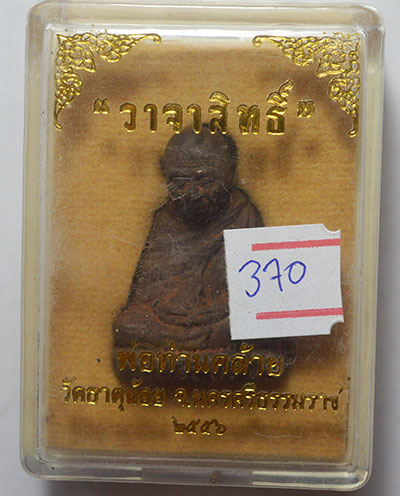 “วาจาสิทธิ์”
370
พ่อท่านคล้าย
วัดธาตุน้อย จ.นครศรีธรรมราช
๒๕๕๖